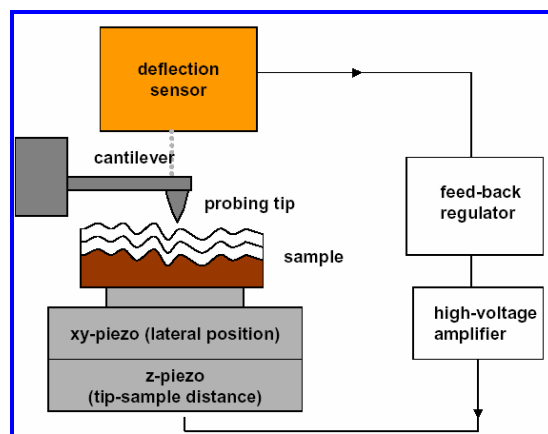 deflection
sensor
cantilever
probing tip
feed-back
regulator
sample
high-voltage
amplifier
xy-piezo (lateral position)
z-piezo
(tip-sample distance)